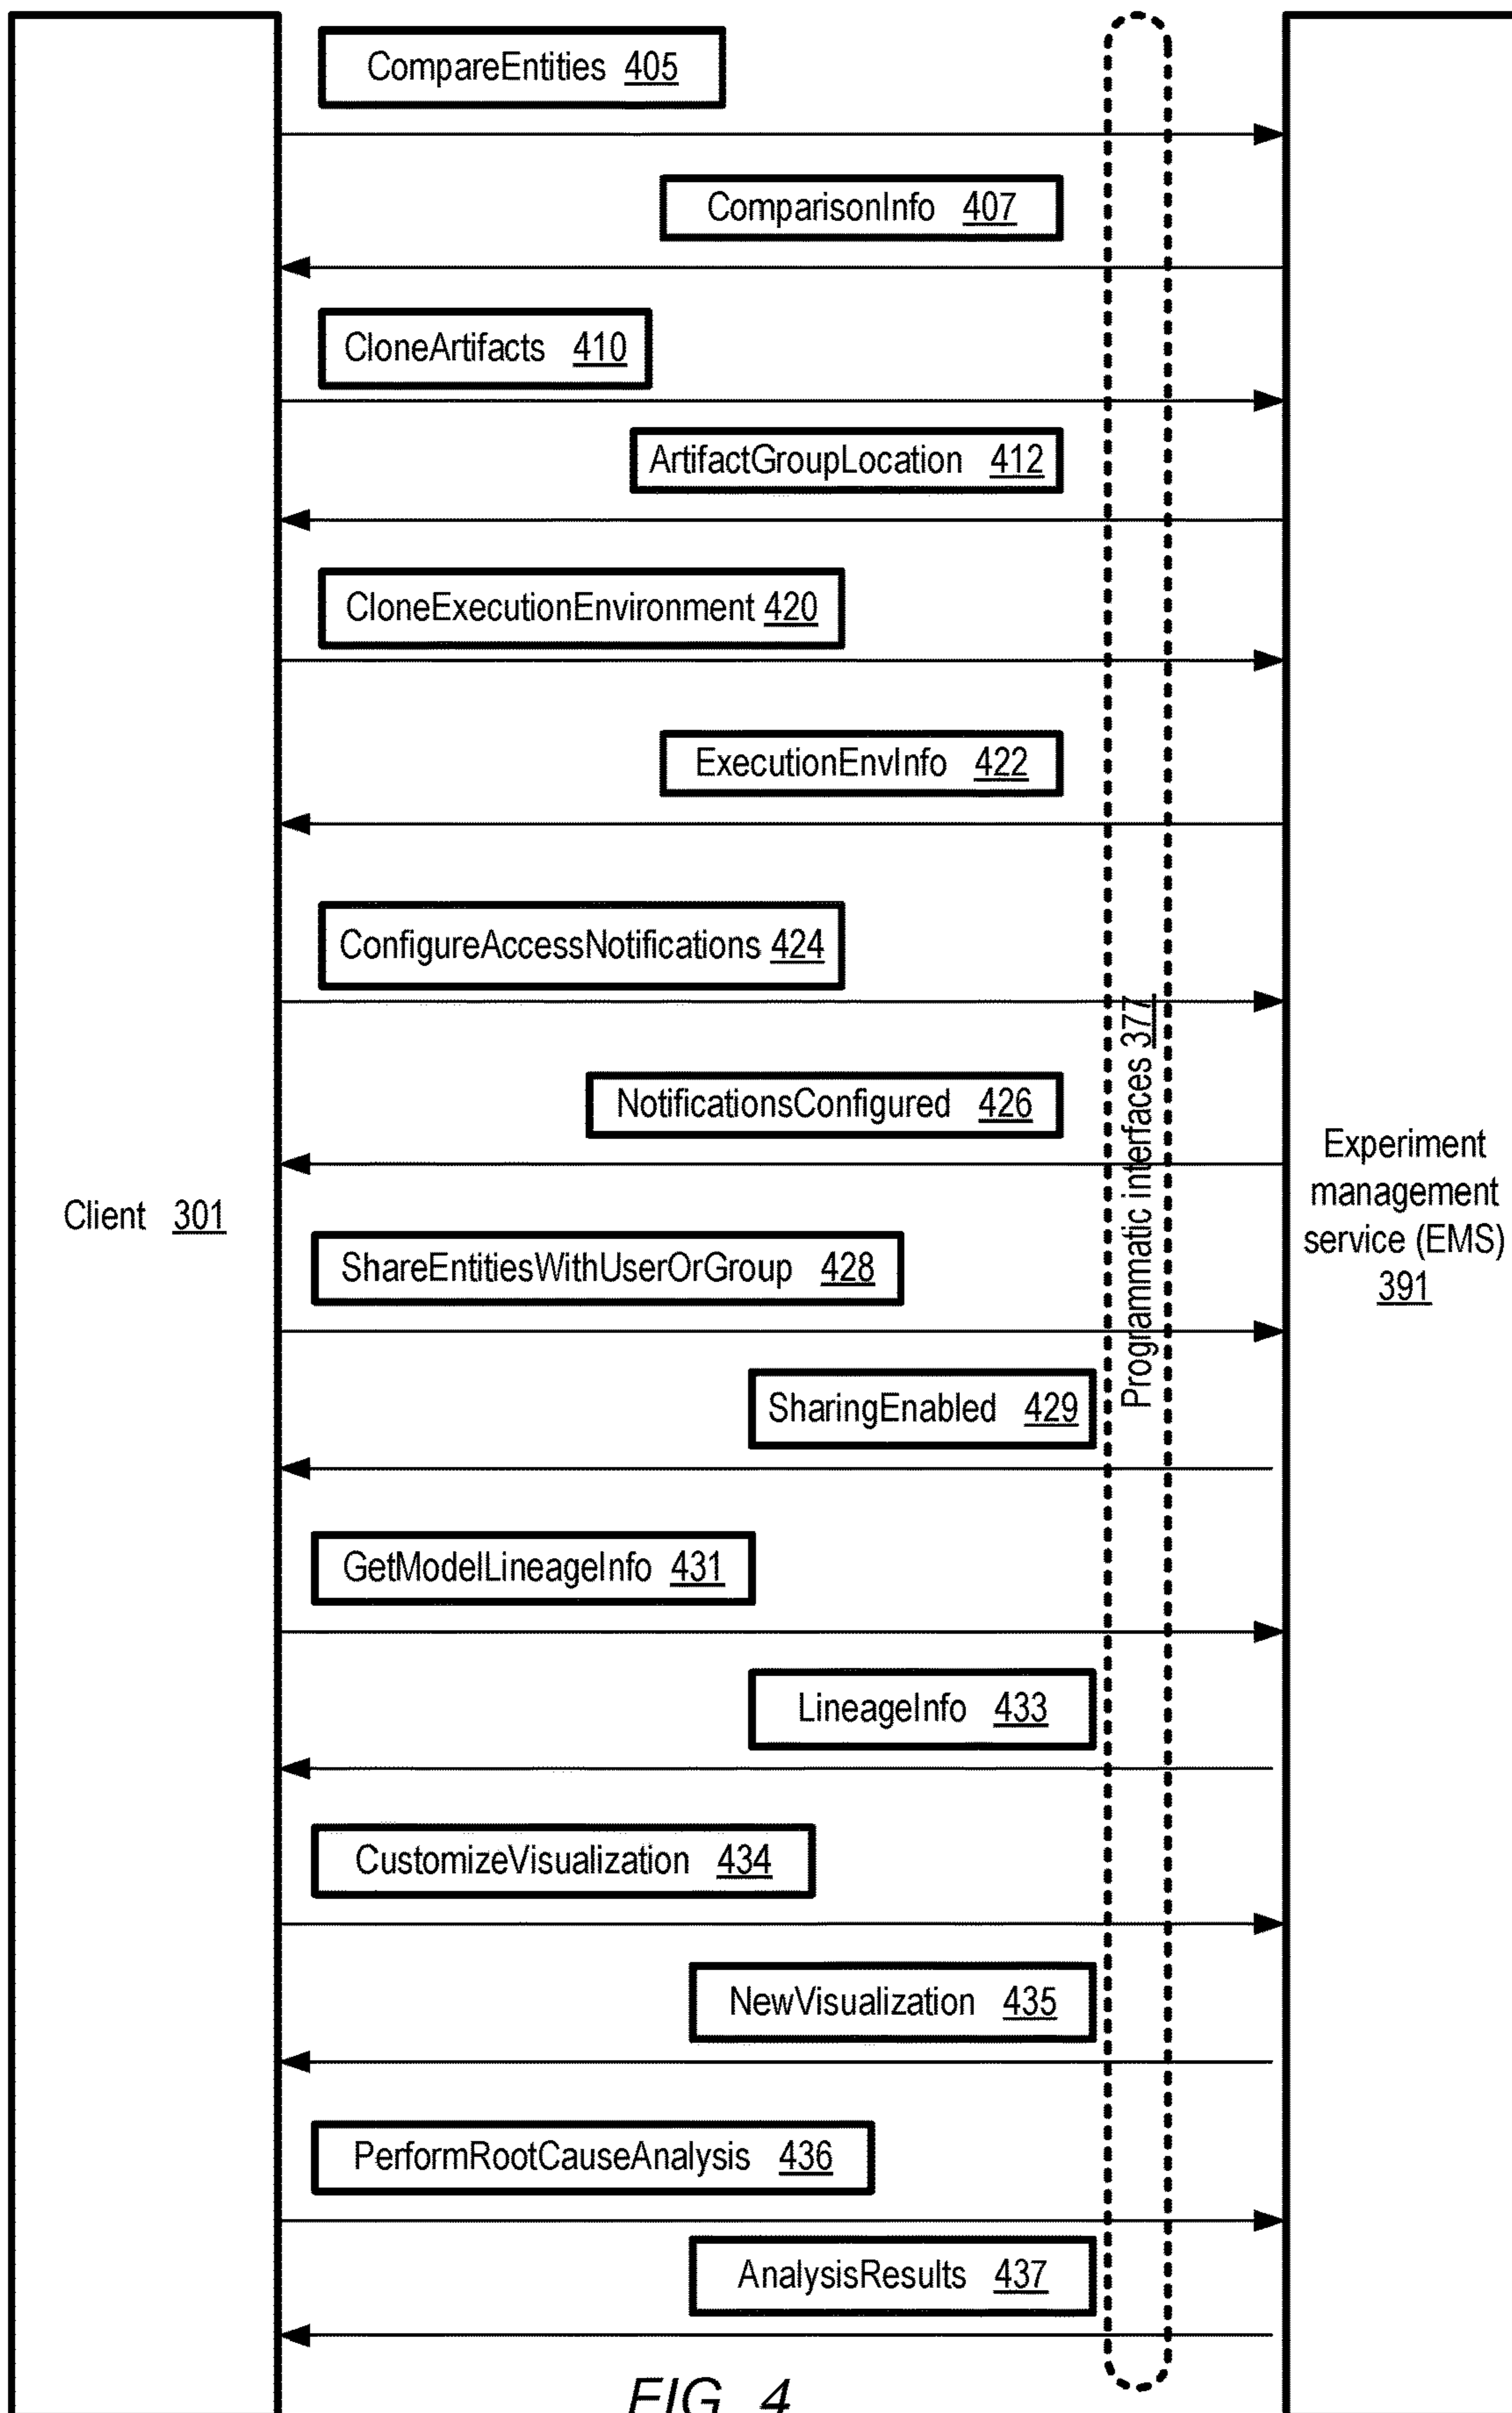 CompareEntities 405
ComparisonInfo 407
CloneArtifacts 410
ArtifactGroupLocation 412
CloneExecutionEnvironment 420
ExecutionEnvInfo 422
ConfigureAccessNotifications 424
NotificationsConfigured 426
Programmatic interfaces 377
Client 301
Experiment
management
service (EMS)
391
ShareEntitiesWithUserOrGroup 428
SharingEnabled 429
GetModelLineageInfo 431
LineageInfo 433
CustomizeVisualization 434
NewVisualization 435
PerformRootCauseAnalysis 436
AnalysisResults 437
FIG. 4